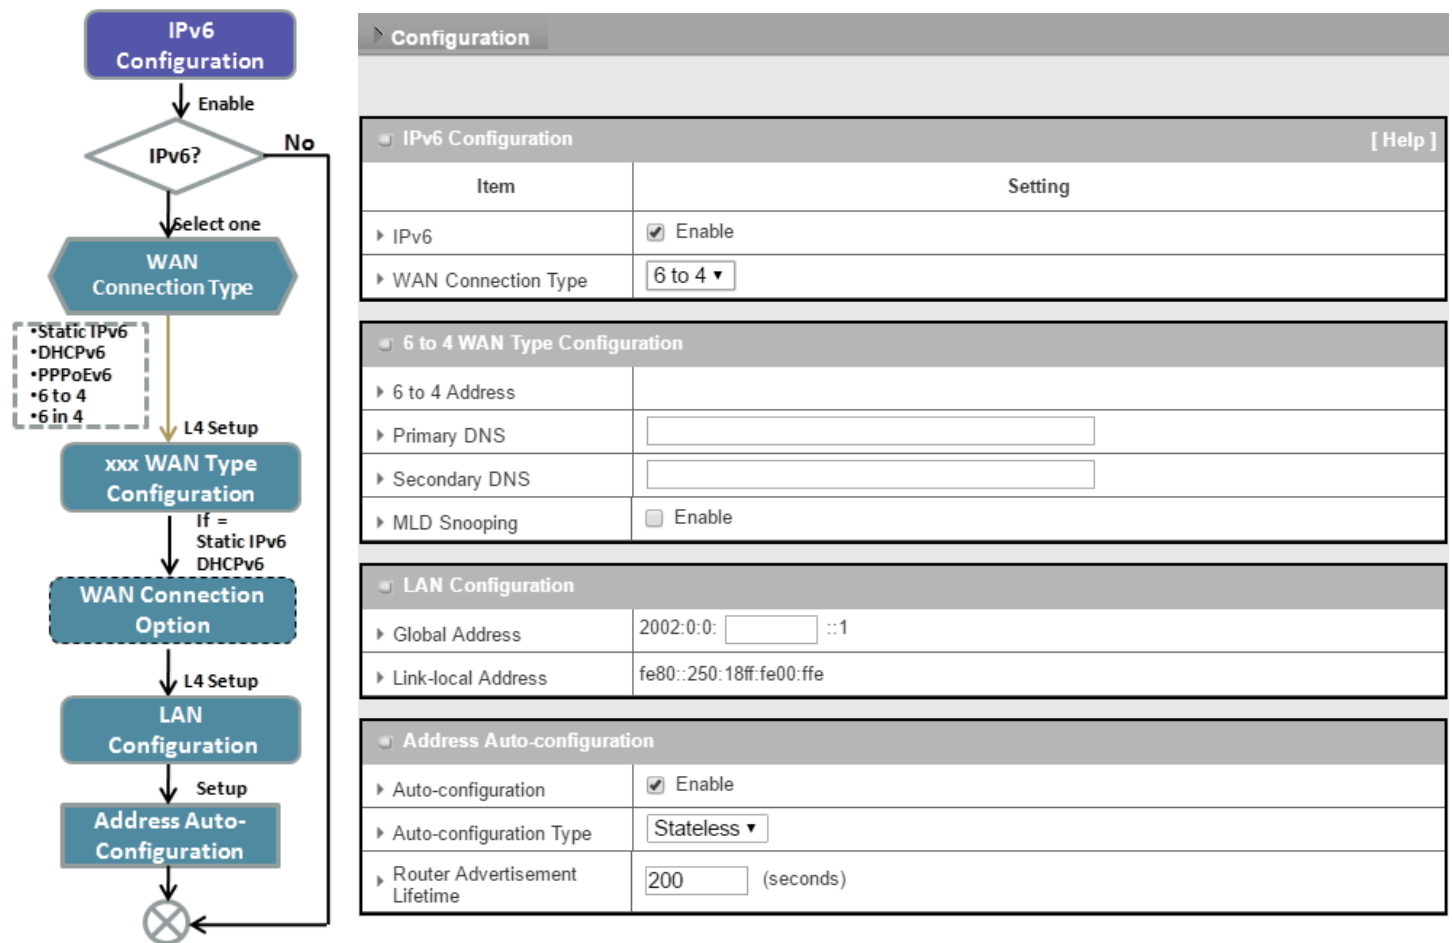 IPv6
Configuration
Enable
IPv6?
No
Select one
WAN
Connection Type
•Static IPv6
•DHCPv6
•PPPoEv6
•6 to 4
•6 in 4
L4 Setup
xxx WAN Type
Configuration
If =
Static IPv6
DHCPv6
WAN Connection
Option
L4 Setup
LAN
Configuration
Setup
Address Auto-
Configuration
Configuration
IPv6 Configuration [ Help ]
Item Setting
IPv6 Enable
WAN Connection Type 6 to 4
6 to 4 WAN Type Configuration
6 to 4 Address
Primary DNS
Secondary DNS
MLD Snooping Enable
LAN Configuration
Global Address 2002:0:0: ::1
Link-local Address fe80::250:18ff:fe00:ffe
Address Auto-configuration
Auto-configuration Enable
Auto-configuration Type Stateless
Router Advertisement
Lifetime 200 (seconds)